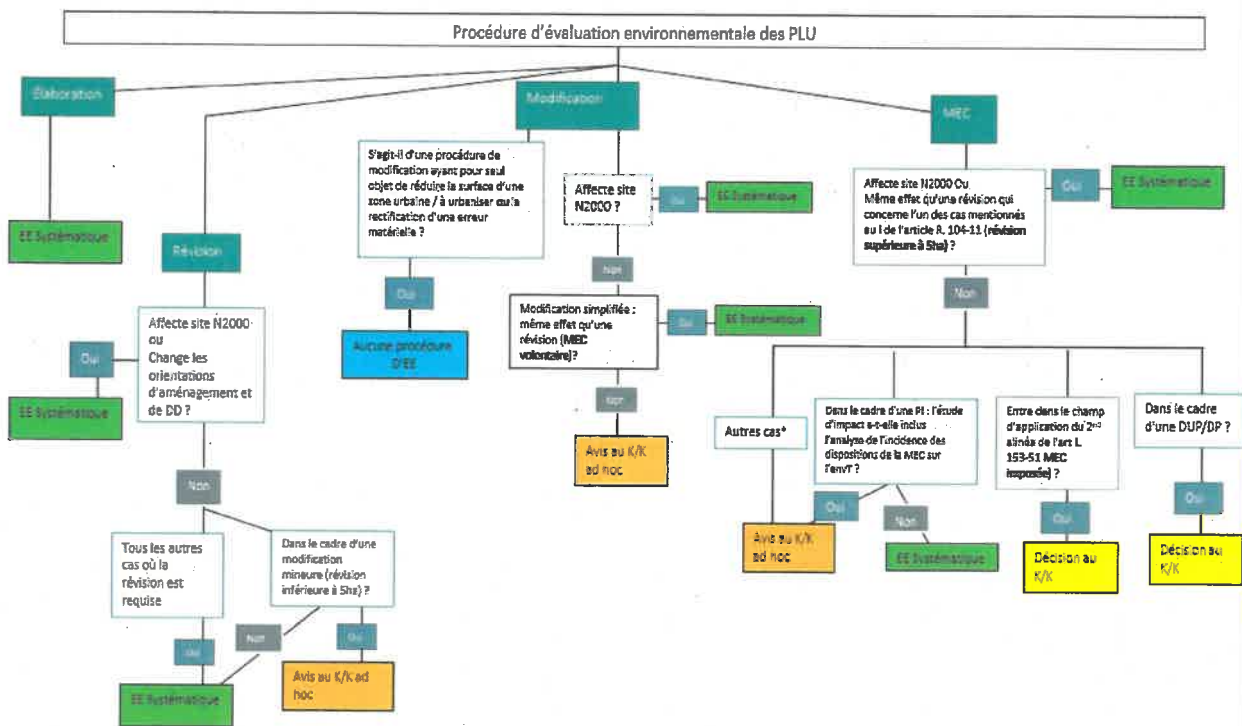 Procédure d'évaluation environnementale des PLU
Élaboration
EE Systématique
Révision
Affecte site N2000
ou
Change les
orientations
d'aménagement et
de DD ?
Oui
EE Systématique
Non
Tous les autres
cas où la
révision est
requise
Oui
EE Systématique
Dans le cadre d'une
modification
mineure (révision
inférieure à 5ha) ?
Non
Oui
Avis au K/K ad
hoc
Modification
S'agit-il d'une procédure de
modification ayant pour seul
objet de réduire la surface d'une
zone urbaine / à urbaniser ou la
rectification d'une erreur
matérielle ?
Oui
Aucune procédure
D'EE
Affecte site
N2000 ?
Oui
EE Systématique
Non
Modification simplifiée :
même effet qu'une
révision (MEC
volontaire)?
Oui
EE Systématique
Non
Avis au K/K
ad hoc
MEC
Affecte site N2000 Ou
Même effet qu'une révision qui
concerne l'un des cas mentionnés
au I de l'article R. 104-11 (révision
supérieure à 5ha) ?
Oui
EE Systématique
Non
Autres cas*
Avis au K/K
ad hoc
Dans le cadre d'une PI : l'étude
d'impact a-t-elle inclus
l'analyse de l'incidence des
dispositions de la MEC sur
l'envT ?
Oui
Non
EE Systématique
Entre dans le champ
d'application du 2nd
alinéa de l'art L.
153-51 MEC
imposée) ?
Oui
Décision au
K/K
Dans le cadre
d'une DUP/DP ?
Oui
Décision au
K/K